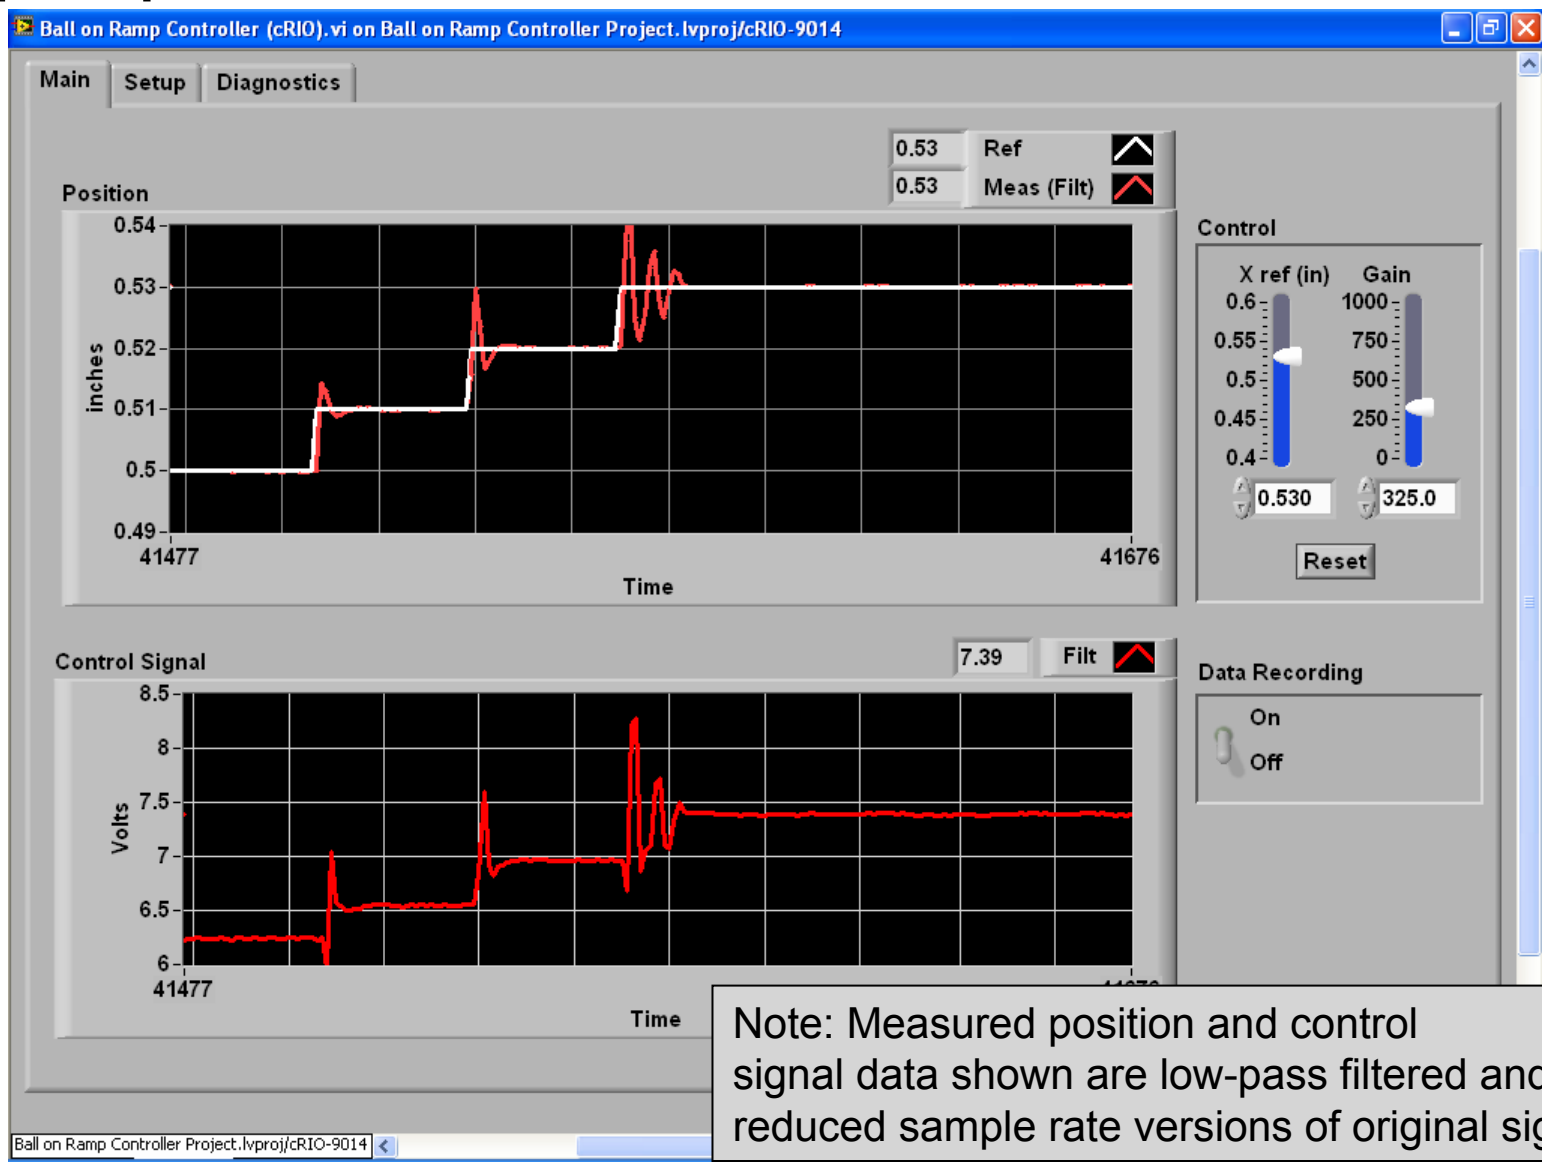 Ball on Ramp Controller (cRIO).vi on Ball on Ramp Controller Project.lvproj/cRIO-9014
Main Setup Diagnostics
0.53 Ref
0.53 Meas (Filt)
Position
0.54
0.53
0.52
0.51
0.5
0.49
inches
41477 41676
Time
Control
X ref (in) Gain
0.6 1000
0.55 750
0.5 500
0.45 250
0.4 0
0.530 325.0
Reset
Control Signal
7.39 Filt
8.5
8
7.5
7
6.5
6
Volts
41477
Time
Data Recording
On
Off
Note: Measured position and control
signal data shown are low-pass filtered and
reduced sample rate versions of original sig
Ball on Ramp Controller Project.lvproj/cRIO-9014